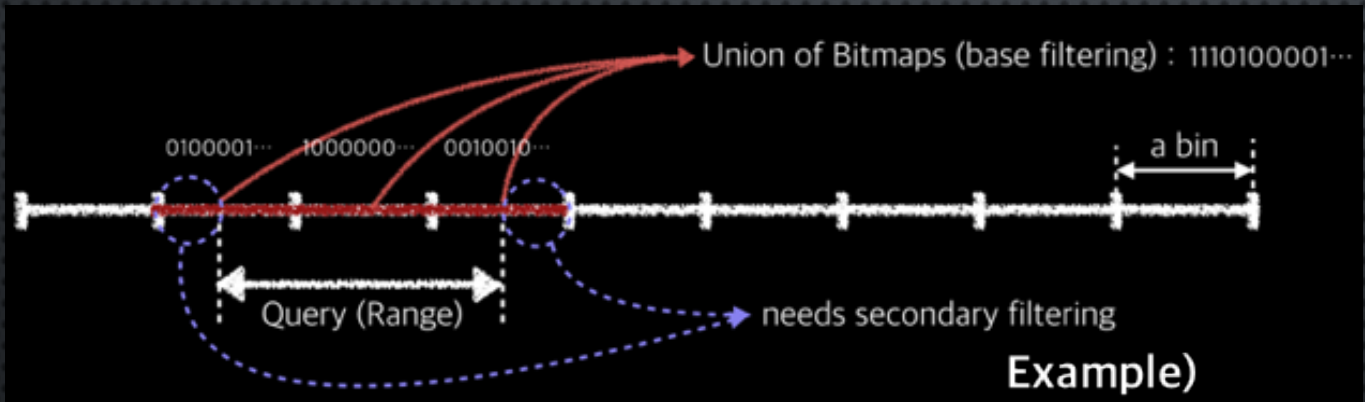 Union of Bitmaps (base filtering) : 1110100001···
0100001··· 1000000··· 0010010···
a bin
Query (Range)
needs secondary filtering
Example)